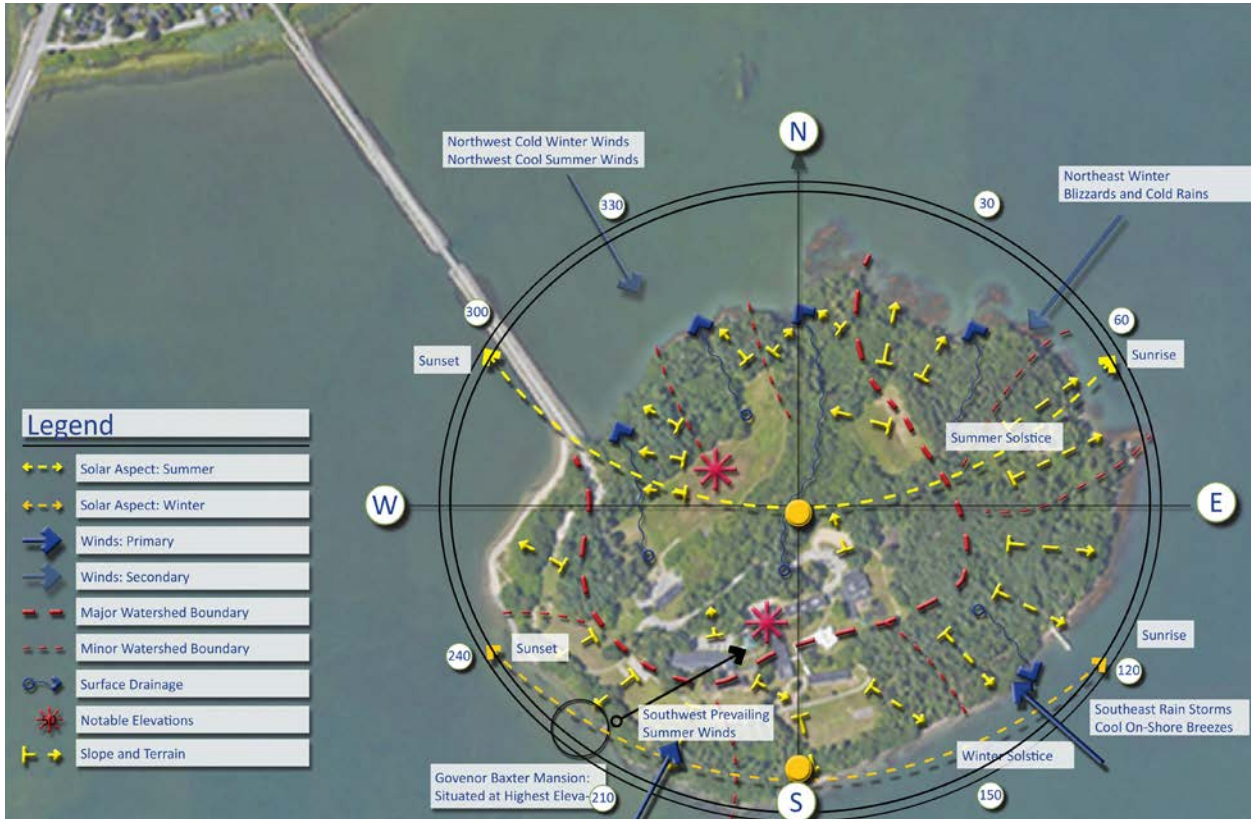 Northwest Cold Winter Winds
Northwest Cool Summer Winds
N
Northeast Winter
Blizzards and Cold Rains
330
30
300
60
Sunset
Sunrise
Legend
Solar Aspect: Summer
Solar Aspect: Winter
Winds: Primary
Winds: Secondary
Major Watershed Boundary
Minor Watershed Boundary
Surface Drainage
Notable Elevations
Slope and Terrain
Summer Solstice
W
E
Sunset
Sunrise
240
120
Southwest Prevailing
Summer Winds
Southeast Rain Storms
Cool On-Shore Breezes
Winter Solstice
Govenor Baxter Mansion:
Situated at Highest Eleva-
210
S
150